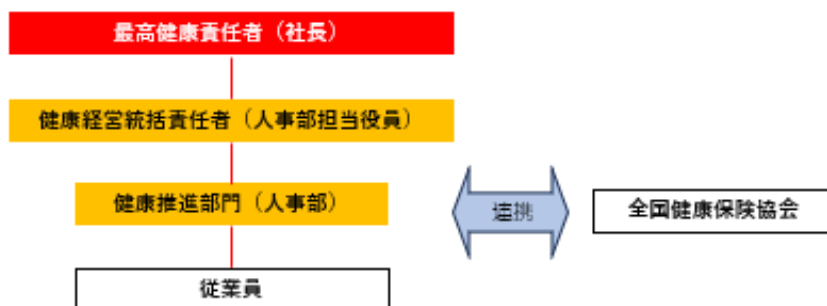 最高健康責任者（社長）
健康経営統括責任者（人事部担当役員）
健康推進部門（人事部）
連携
全国健康保険協会
従業員